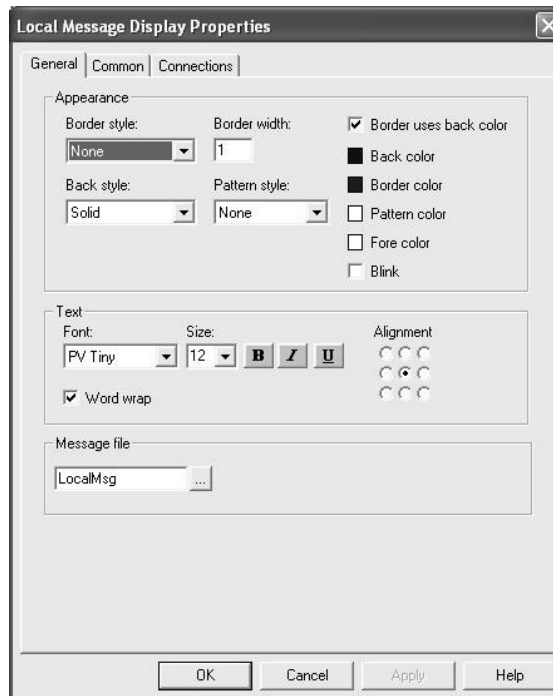 Local Message Display Properties
General Common Connections
Appearance
Border style: Border width: Border uses back color
None 1 Back color
Border color
Back style: Pattern style: Pattern color
Solid None Fore color
Blink
Text
Font: Size: Alignment
PV Tiny 12 B I U
Word wrap
Message file
LocalMsg ...
OK Cancel Apply Help